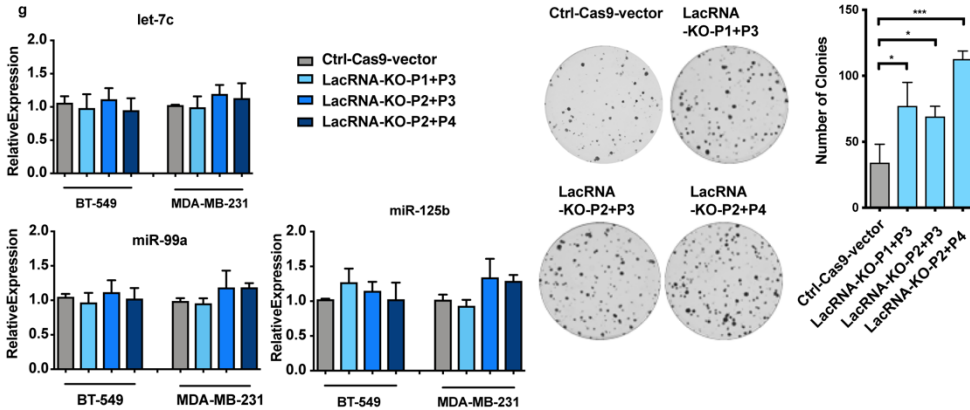 g
let-7c
RelativeExpression
2.0
1.5
1.0
0.5
0.0
BT-549
MDA-MB-231
Ctrl-Cas9-vector
LacRNA-KO-P1+P3
LacRNA-KO-P2+P3
LacRNA-KO-P2+P4
miR-99a
RelativeExpression
2.0
1.5
1.0
0.5
0.0
BT-549
MDA-MB-231
miR-125b
RelativeExpression
2.0
1.5
1.0
0.5
0.0
BT-549
MDA-MB-231
Ctrl-Cas9-vector
LacRNA
-KO-P1+P3
LacRNA
-KO-P2+P3
LacRNA
-KO-P2+P4
Number of Clonies
150
100
50
0
***
*
*
Ctrl-Cas9-vector
LacRNA-KO-P1+P3
LacRNA-KO-P2+P3
LacRNA-KO-P2+P4